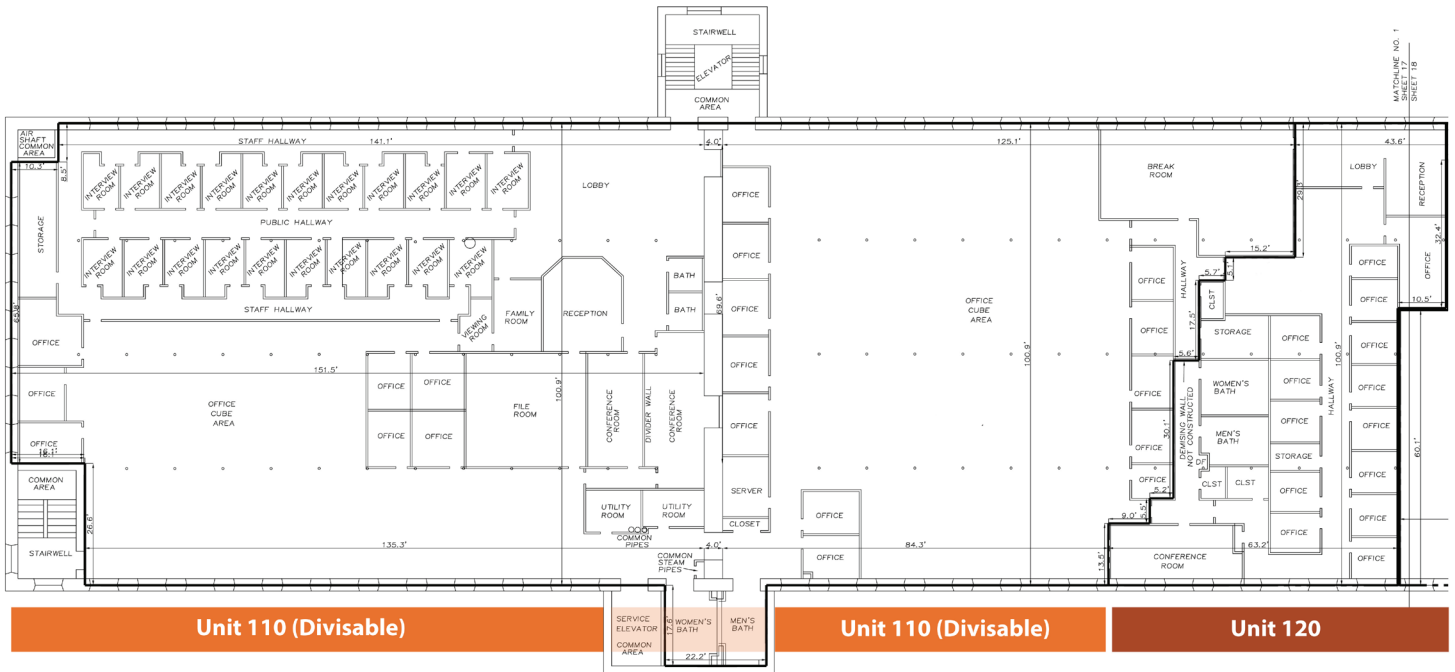 STAIRWELL
ELEVATOR
COMMON
AREA
MATCHLINE NO. 1
SHEET 17
SHEET 18
AIR
SHAFT
COMMON
AREA
STAFF HALLWAY
141.1'
4.0'
125.1'
43.6'
10.3'
8.5'
INTERVIEW
ROOM
INTERVIEW
ROOM
INTERVIEW
ROOM
INTERVIEW
ROOM
INTERVIEW
ROOM
INTERVIEW
ROOM
INTERVIEW
ROOM
INTERVIEW
ROOM
INTERVIEW
ROOM
INTERVIEW
ROOM
INTERVIEW
ROOM
LOBBY
OFFICE
BREAK
ROOM
29.3'
LOBBY
RECEPTION
STORAGE
PUBLIC HALLWAY
32.4'
INTERVIEW
ROOM
INTERVIEW
ROOM
INTERVIEW
ROOM
INTERVIEW
ROOM
INTERVIEW
ROOM
INTERVIEW
ROOM
INTERVIEW
ROOM
INTERVIEW
ROOM
INTERVIEW
ROOM
INTERVIEW
ROOM
BATH
BATH
OFFICE
OFFICE
HALLWAY
15.2'
5.1'
5.7'
OFFICE
OFFICE
OFFICE
CLST
OFFICE
10.5'
STAFF HALLWAY
65.8'
VIEWING
ROOM
FAMILY
ROOM
RECEPTION
69.6'
OFFICE
OFFICE
CUBE
AREA
OFFICE
17.5'
STORAGE
OFFICE
OFFICE
151.5'
100.9'
OFFICE
100.9'
5.6'
100.9'
OFFICE
OFFICE
OFFICE
CUBE
AREA
OFFICE
OFFICE
FILE
ROOM
CONFERENCE
ROOM
DIVIDER WALL
CONFERENCE
ROOM
OFFICE
DEMISING WALL
NOT CONSTRUCTED
WOMEN'S
BATH
OFFICE
HALLWAY
OFFICE
OFFICE
OFFICE
OFFICE
OFFICE
OFFICE
30.1'
MEN'S
BATH
OFFICE
OFFICE
60.1'
OFFICE
16.1'
STORAGE
DF
COMMON
AREA
SERVER
OFFICE
5.2'
CLST
CLST
OFFICE
OFFICE
26.6'
UTILITY
ROOM
UTILITY
ROOM
CLOSET
OFFICE
9.0'
5.5'
OFFICE
OFFICE
COMMON
PIPES
STAIRWELL
135.3'
4.0'
84.3'
63.2'
COMMON
STEAM
PIPES
OFFICE
13.5'
CONFERENCE
ROOM
OFFICE
Unit 110 (Divisable)
SERVICE
ELEVATOR
COMMON
AREA
17.6'
WOMEN'S
BATH
MEN'S
BATH
22.2'
Unit 110 (Divisable)
Unit 120